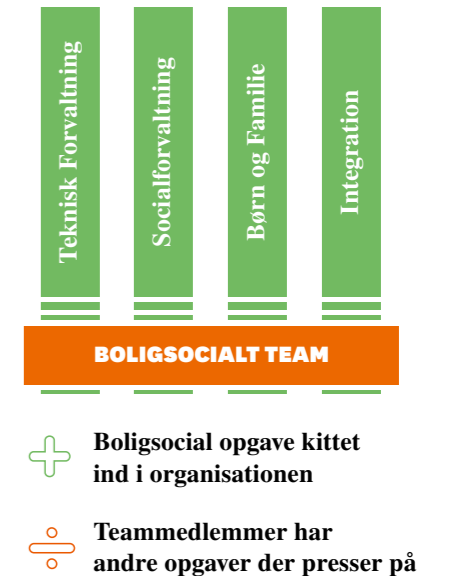 Teknisk Forvaltning
Socialforvaltning
Børn og Familie
Integration
BOLIGSOCIALT TEAM
Boligsocial opgave kittet
ind i organisationen
Teammedlemmer har
andre opgaver der presser på